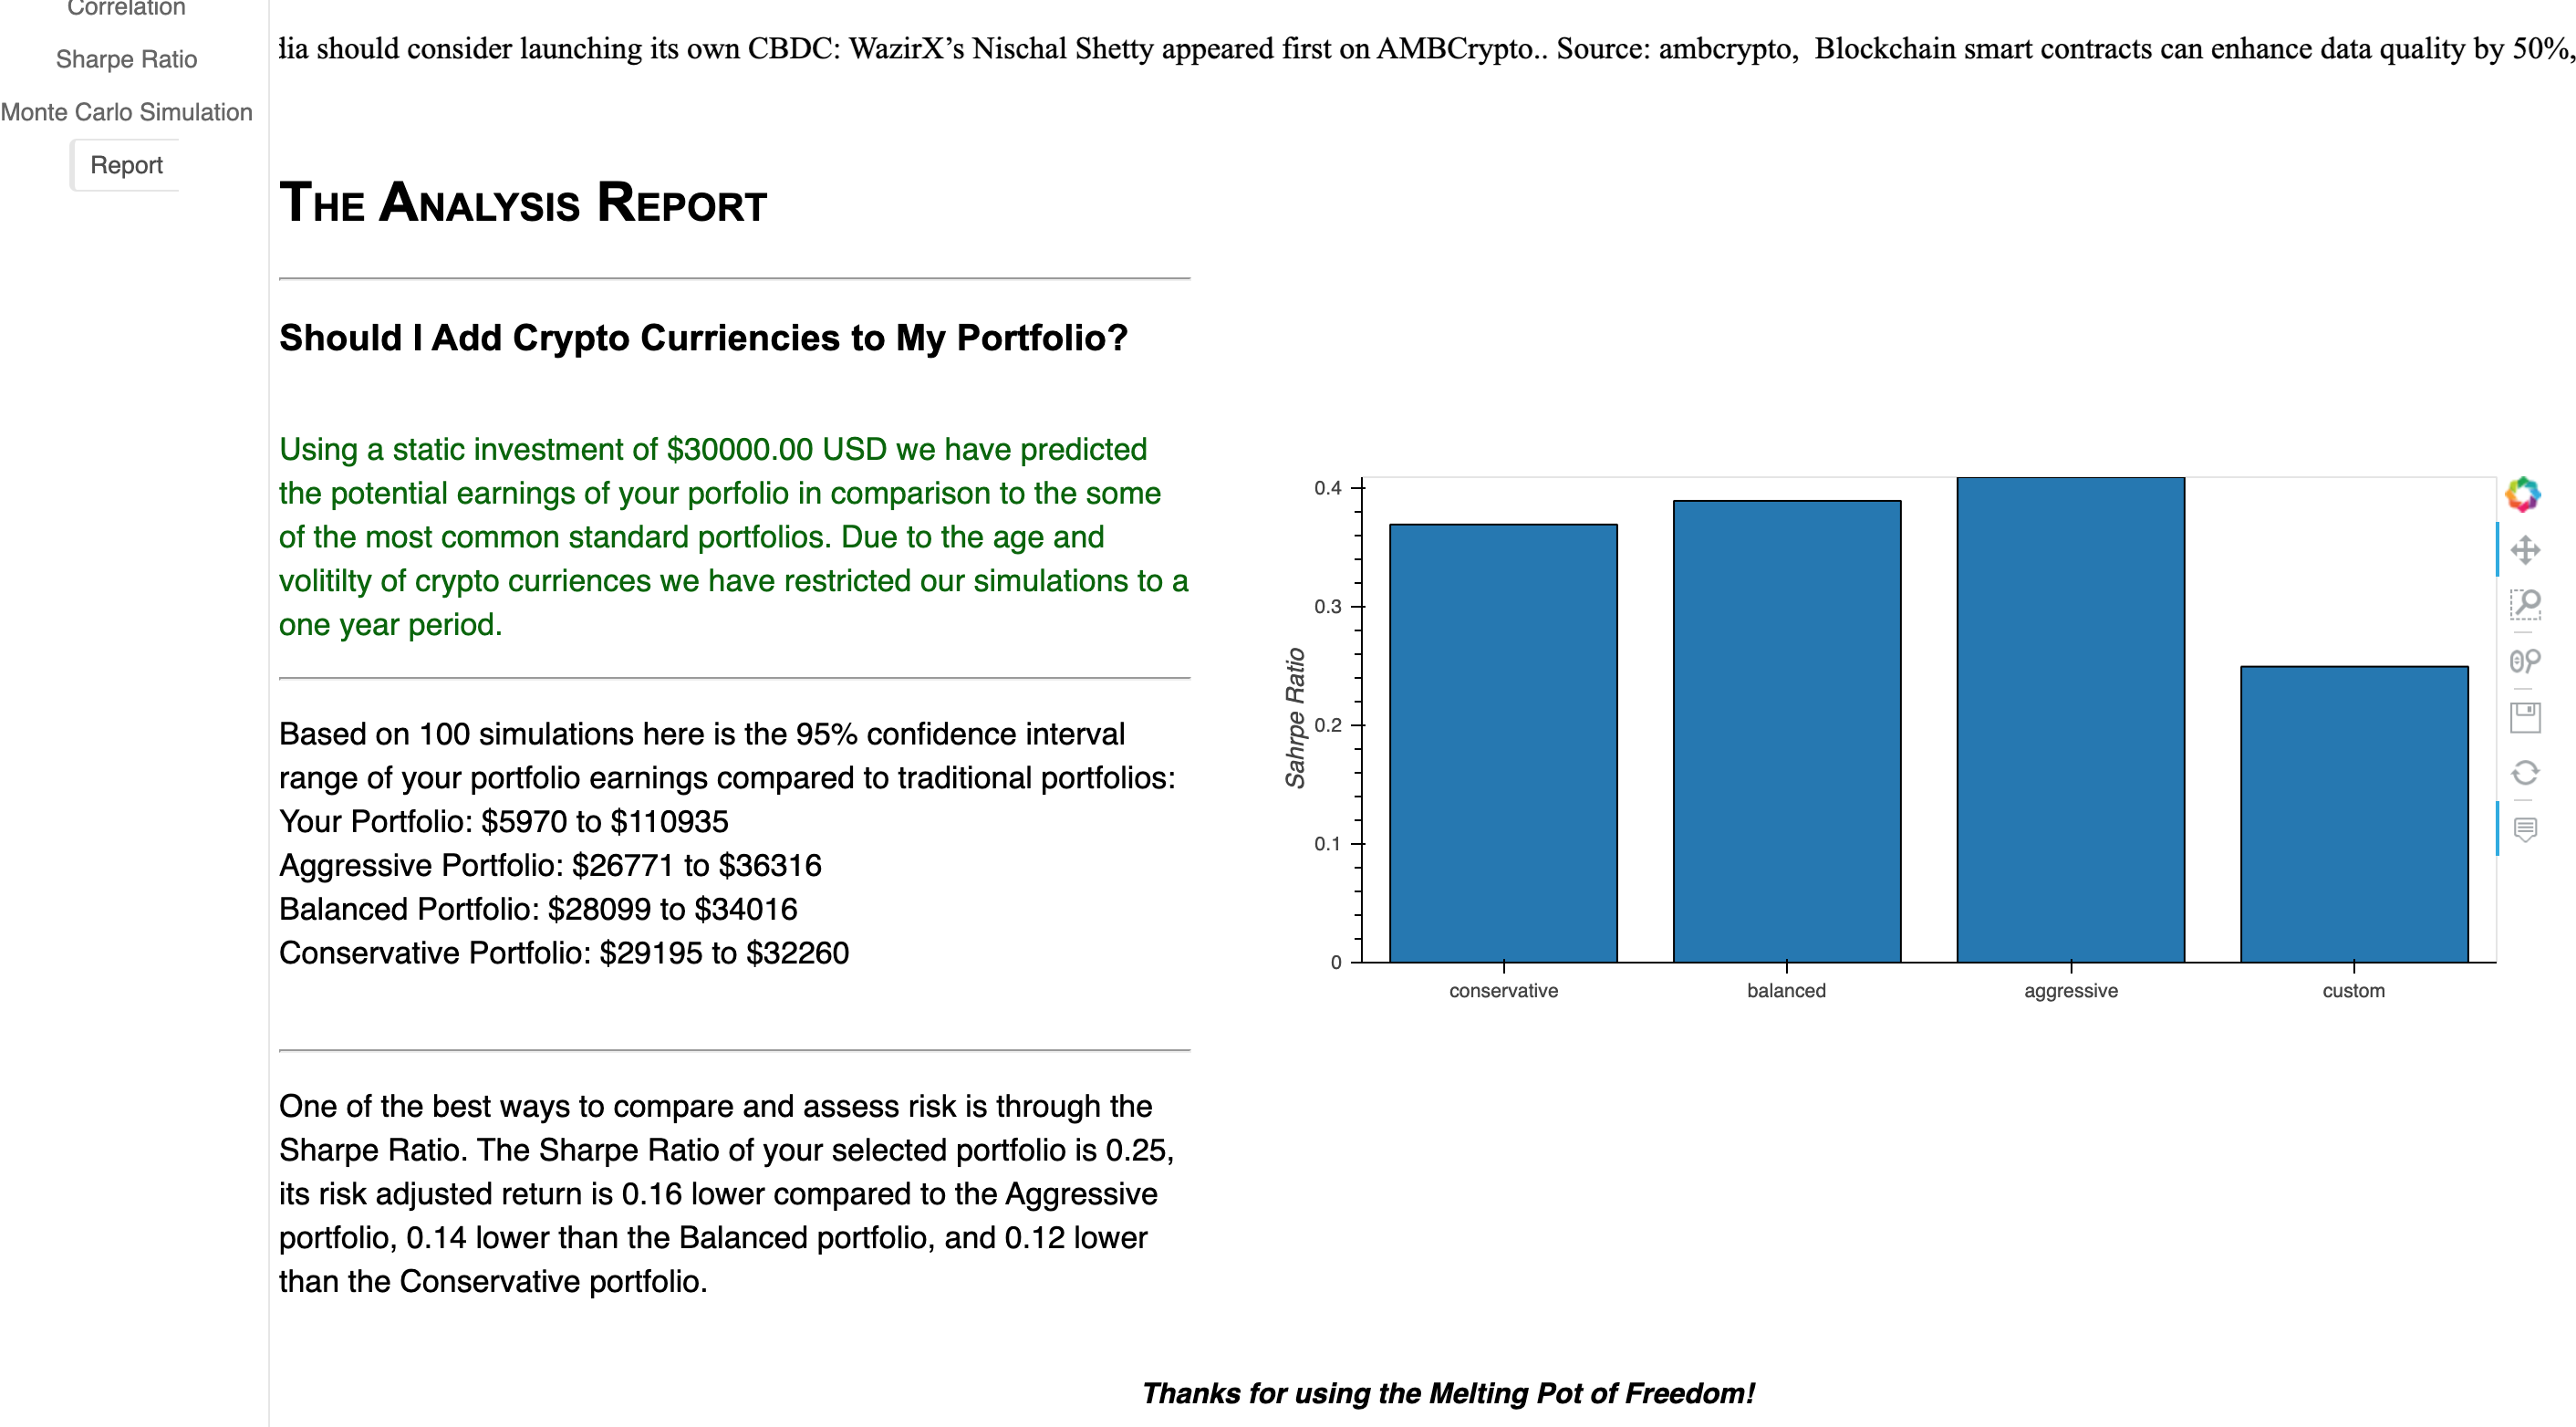 Correlation
Sharpe Ratio
Monte Carlo Simulation
Report
dia should consider launching its own CBDC: WazirX’s Nischal Shetty appeared first on AMBCrypto.. Source: ambcrypto,  Blockchain smart contracts can enhance data quality by 50%,
The Analysis Report
Should I Add Crypto Curriencies to My Portfolio?
Using a static investment of $30000.00 USD we have predicted
the potential earnings of your porfolio in comparison to the some
of the most common standard portfolios. Due to the age and
volitilty of crypto curriences we have restricted our simulations to a
one year period.
Based on 100 simulations here is the 95% confidence interval
range of your portfolio earnings compared to traditional portfolios:
Your Portfolio: $5970 to $110935
Aggressive Portfolio: $26771 to $36316
Balanced Portfolio: $28099 to $34016
Conservative Portfolio: $29195 to $32260
One of the best ways to compare and assess risk is through the
Sharpe Ratio. The Sharpe Ratio of your selected portfolio is 0.25,
its risk adjusted return is 0.16 lower compared to the Aggressive
portfolio, 0.14 lower than the Balanced portfolio, and 0.12 lower
than the Conservative portfolio.
Sahrpe Ratio
0.4
0.3
0.2
0.1
0
conservative
balanced
aggressive
custom
Thanks for using the Melting Pot of Freedom!